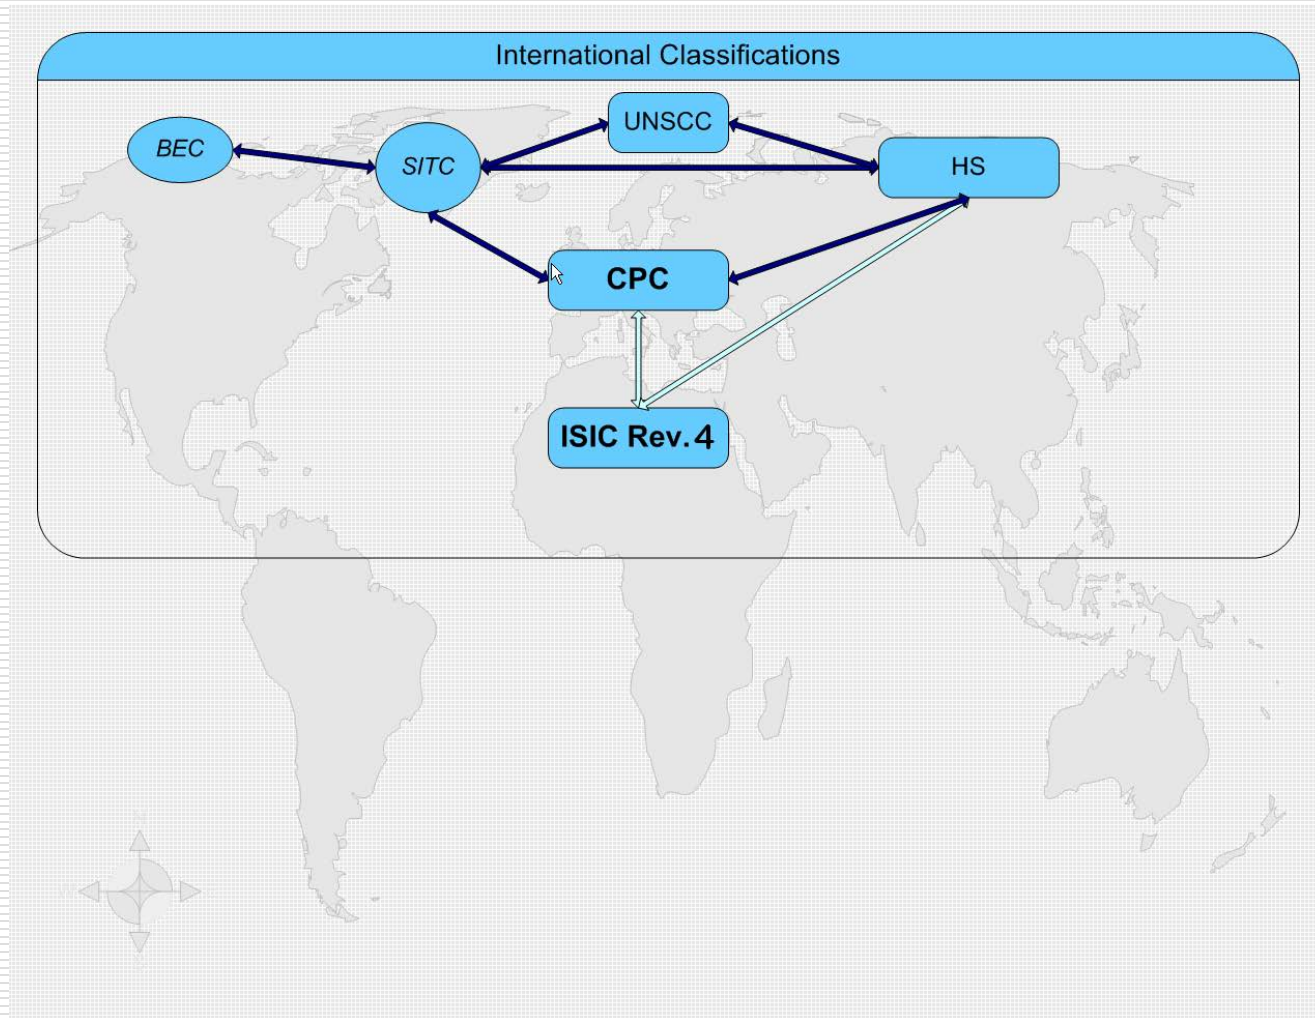 International Classifications
UNSCC
BEC
SITC
HS
CPC
ISIC Rev.4